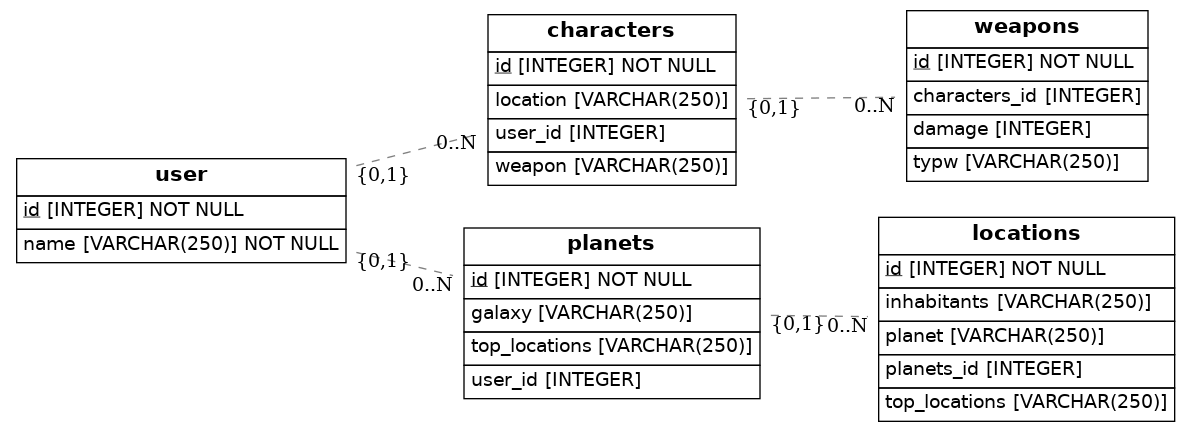 user
id [INTEGER] NOT NULL
name [VARCHAR(250)] NOT NULL
{0,1}
0..N
{0,1}
0..N
characters
id [INTEGER] NOT NULL
location [VARCHAR(250)]
user_id [INTEGER]
weapon [VARCHAR(250)]
{0,1}
0..N
weapons
id [INTEGER] NOT NULL
characters_id [INTEGER]
damage [INTEGER]
typw [VARCHAR(250)]
planets
id [INTEGER] NOT NULL
galaxy [VARCHAR(250)]
top_locations [VARCHAR(250)]
user_id [INTEGER]
{0,1}
0..N
locations
id [INTEGER] NOT NULL
inhabitants [VARCHAR(250)]
planet [VARCHAR(250)]
planets_id [INTEGER]
top_locations [VARCHAR(250)]